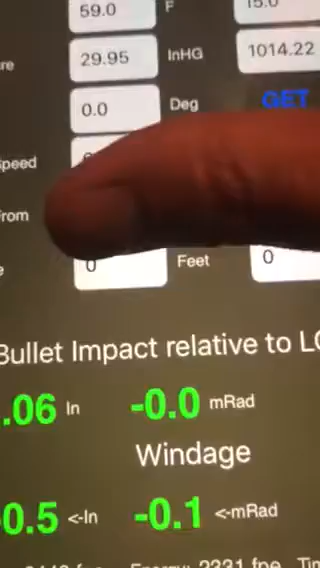 59.0 F 15.0
re 29.95 InHG 1014.22
0.0 Deg GET
peed
From
e 0 Feet 0
Bullet Impact relative to LO
.06 In -0.0 mRad
Windage
0.5 <-In -0.1 <-mRad